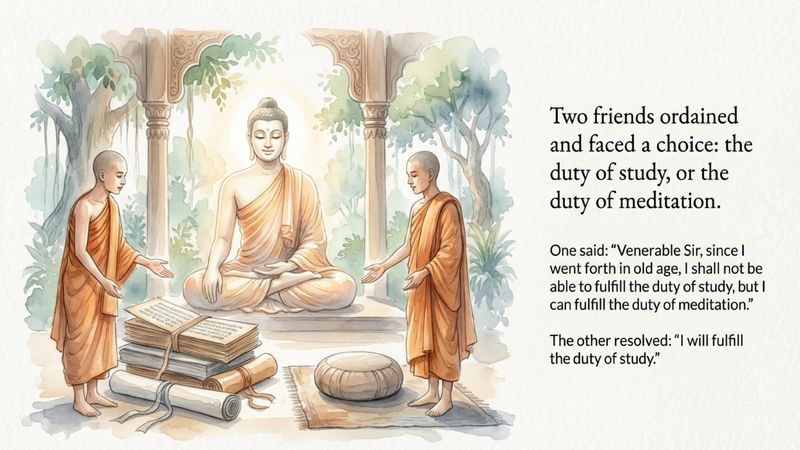 Two friends ordained
and faced a choice: the
duty of study, or the
duty of meditation.
One said: “Venerable Sir, since I
went forth in old age, I shall not be
able to fulfill the duty of study, but I
can fulfill the duty of meditation.”
The other resolved: “I will fulfill
the duty of study.”